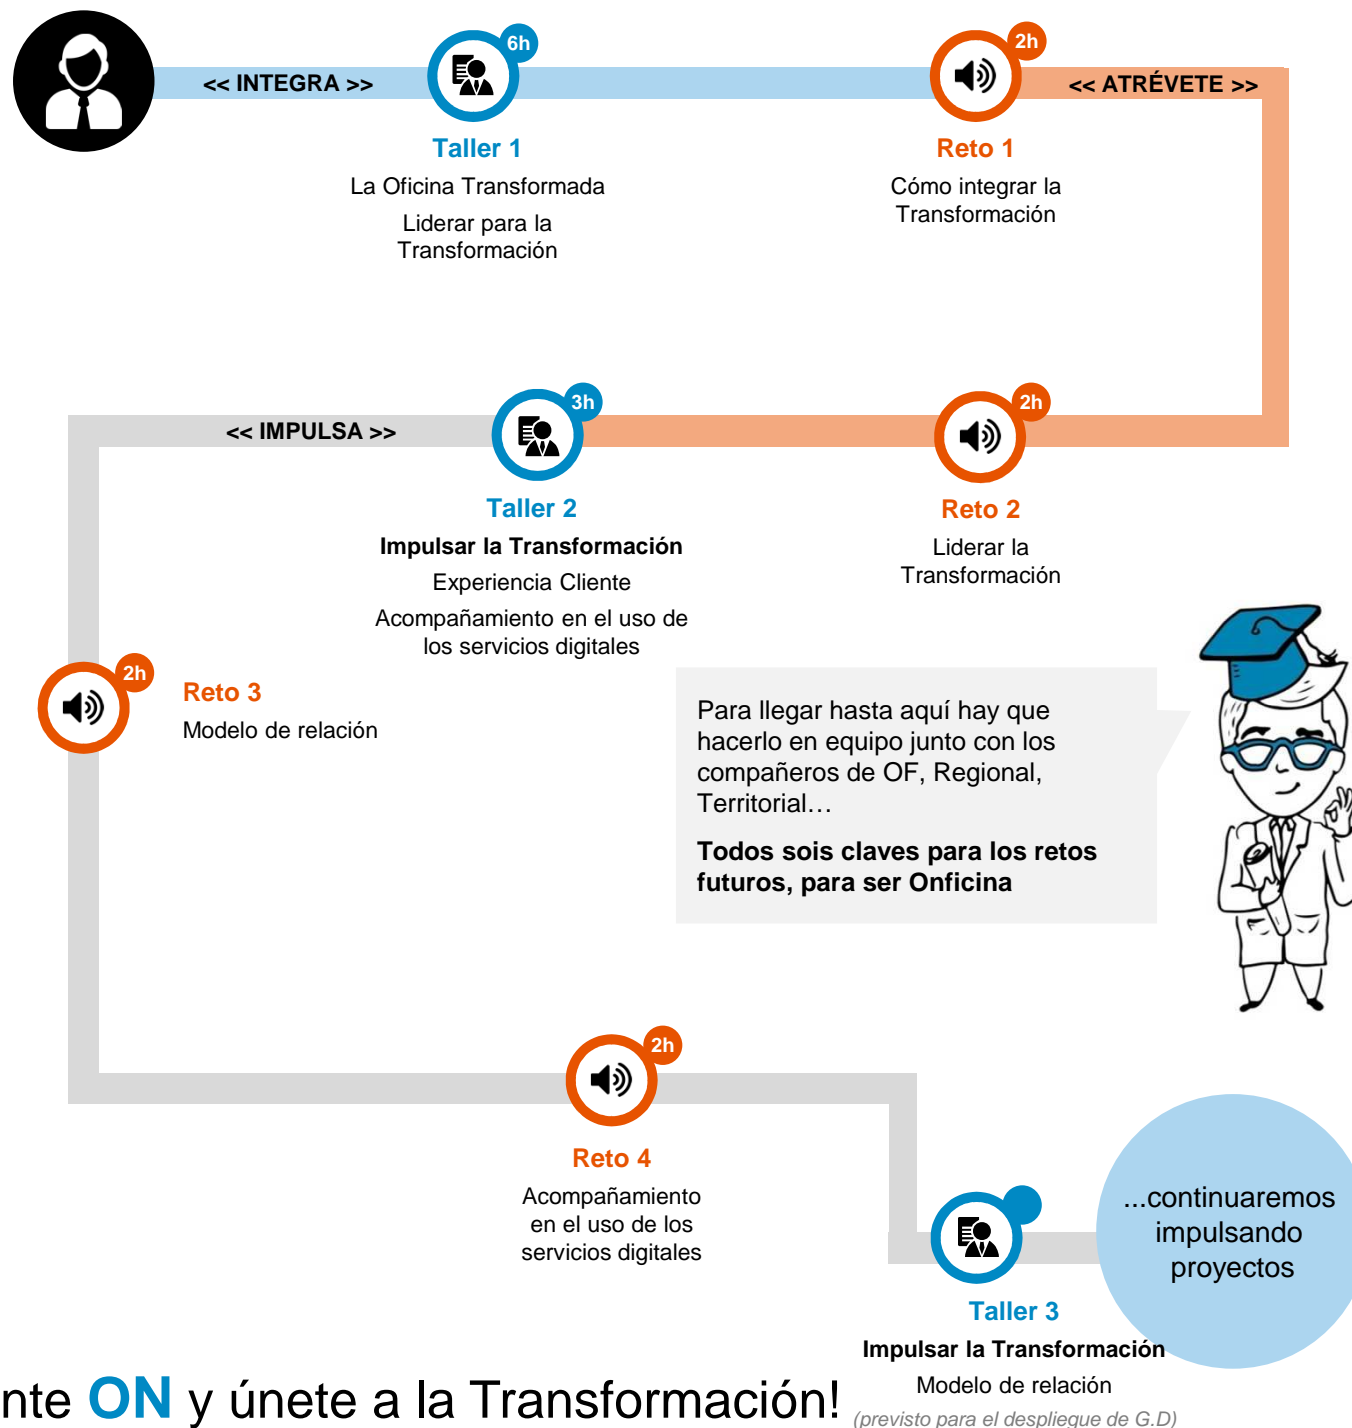 << INTEGRA >>
6h
2h
<< ATRÉVETE >>
Taller 1
La Oficina Transformada
Liderar para la
Transformación
Reto 1
Cómo integrar la
Transformación
<< IMPULSA >>
3h
2h
Taller 2
Impulsar la Transformación
Experiencia Cliente
Acompañamiento en el uso de
los servicios digitales
Reto 2
Liderar la
Transformación
2h
Reto 3
Modelo de relación
Para llegar hasta aquí hay que
hacerlo en equipo junto con los
compañeros de OF, Regional,
Territorial…
Todos sois claves para los retos
futuros, para ser Onficina
2h
Reto 4
Acompañamiento
en el uso de los
servicios digitales
...continuaremos
impulsando
proyectos
Taller 3
Impulsar la Transformación
Modelo de relación
(previsto para el despliegue de G.D)
nte ON y únete a la Transformación!